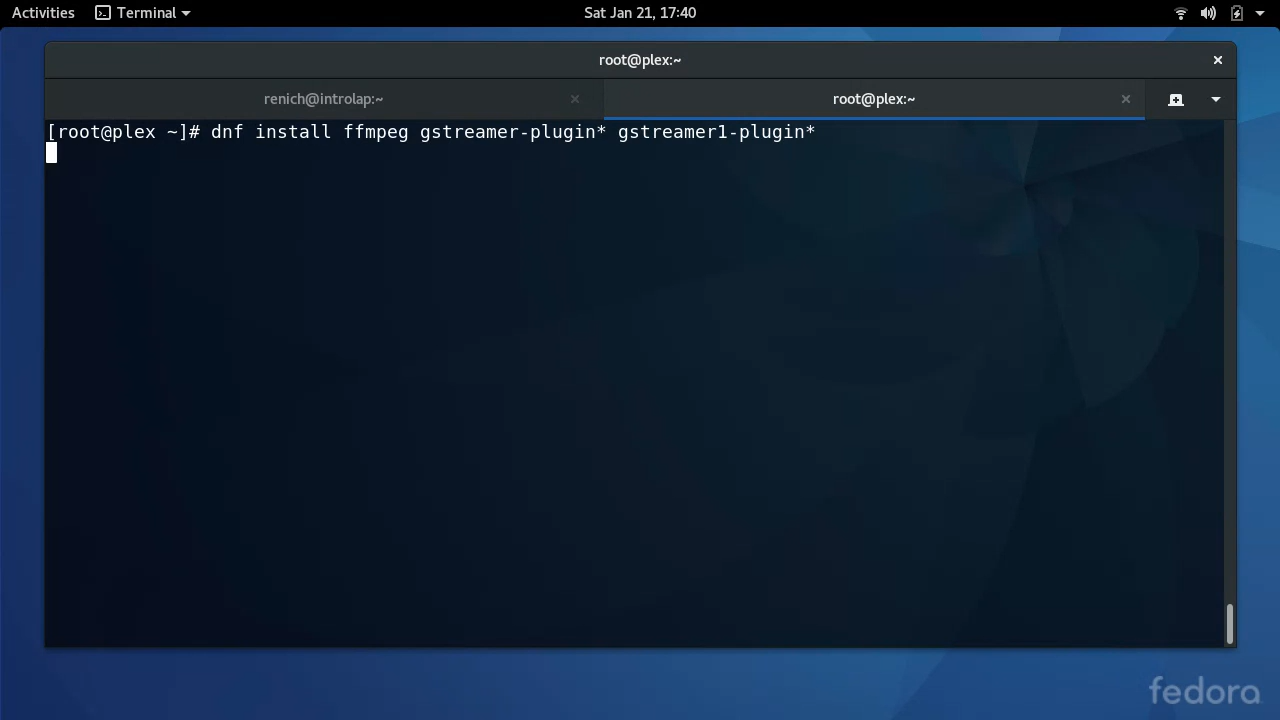 Activities Terminal Sat Jan 21, 17:40
root@plex:~
renich@introlap:~ root@plex:~
[root@plex ~]# dnf install ffmpeg gstreamer-plugin* gstreamer1-plugin*
fedora